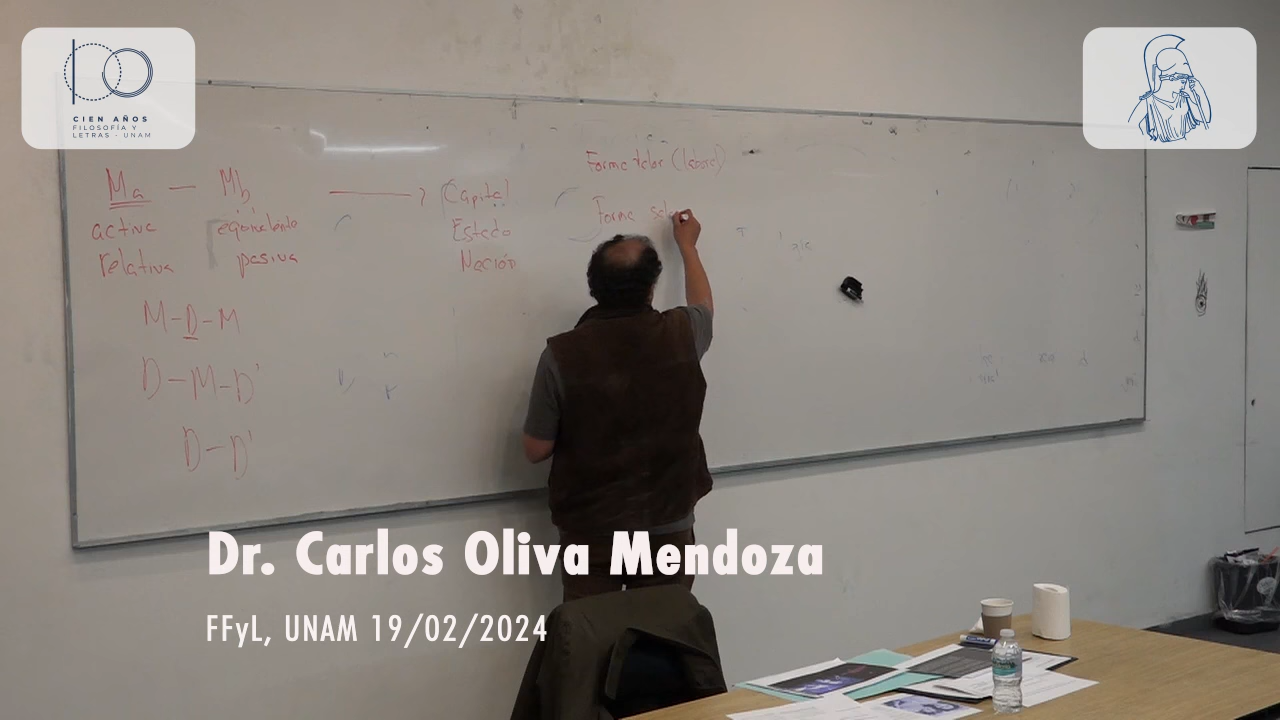 CIEN AÑOS
FILOSOFÍA Y
LETRAS · UNAM
Ma — Mb → Capital
activa equivalente Estado
relativa pasiva Nación
M-D-M
D-M-D'
D-D'
Forma valor (laboral)
Forma
Dr. Carlos Oliva Mendoza
FFyL, UNAM 19/02/2024